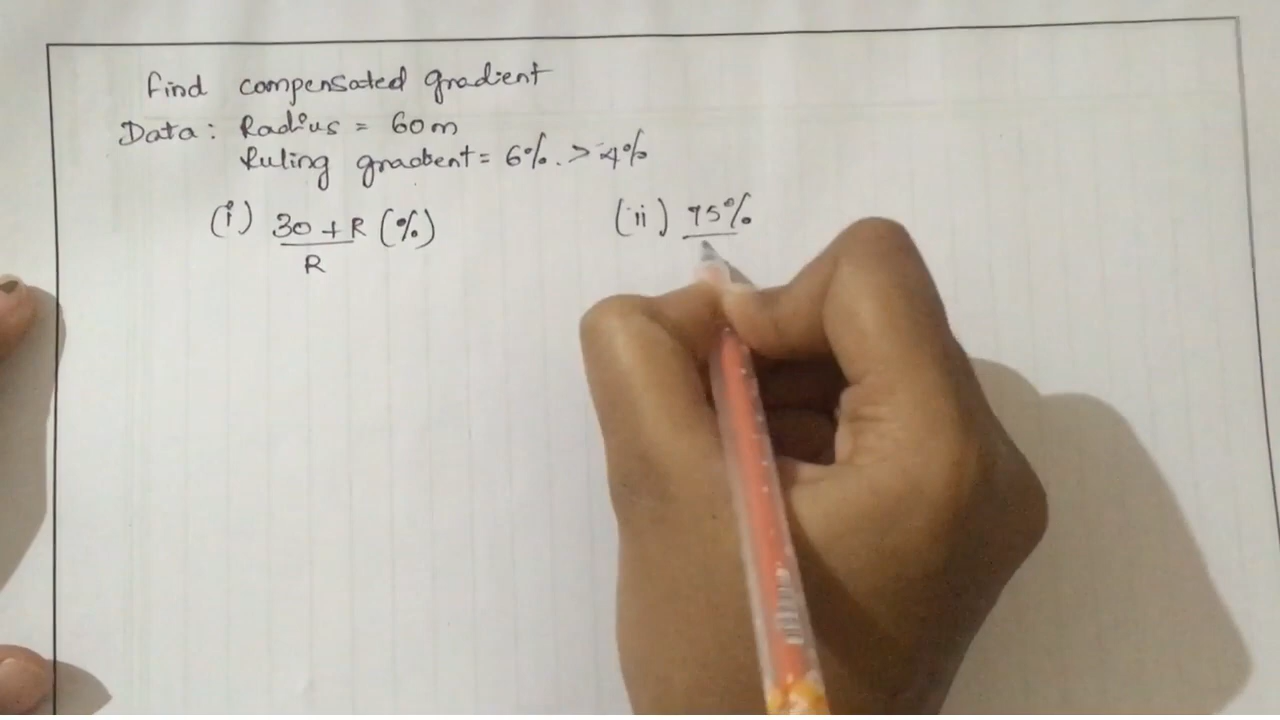 Find compensated gradient
Data: Radius = 60m
Ruling gradient = 6%. > 4%
(i) 30 + R (%)
R
(ii) 75%